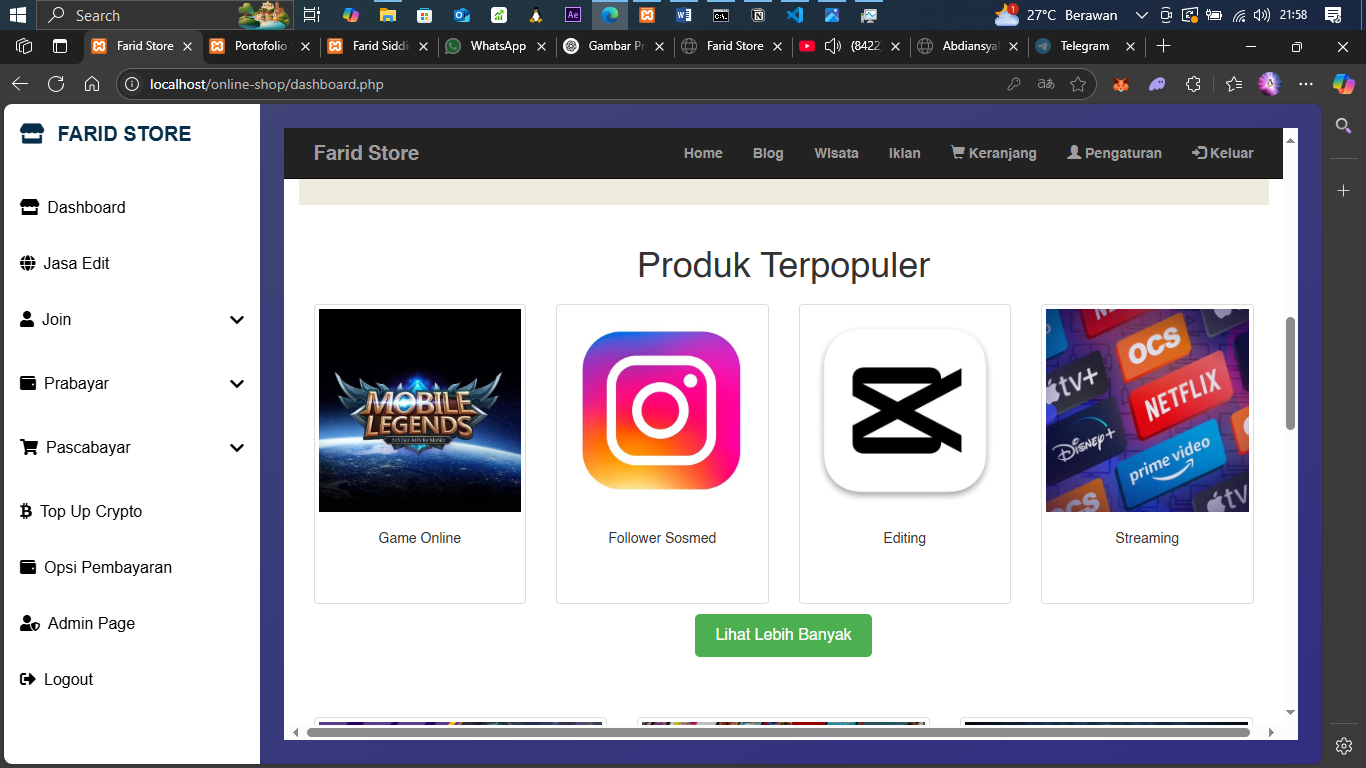 Search
27°C Berawan
1
21:58
Farid Store
Portofolio
Farid Siddi
WhatsApp
Gambar Pr
Farid Store
(8422)
Abdiansya
Telegram
localhost/online-shop/dashboard.php
FARID STORE
Dashboard
Jasa Edit
Join
Prabayar
Pascabayar
Top Up Crypto
Opsi Pembayaran
Admin Page
Logout
Farid Store
Home
Blog
Wisata
Iklan
Keranjang
Pengaturan
Keluar
Produk Terpopuler
MOBILE
LEGENDS
Game Online
Follower Sosmed
Editing
OCS
tv+
NETFLIX
Disney+
prime video
OCS
tv
Streaming
Lihat Lebih Banyak